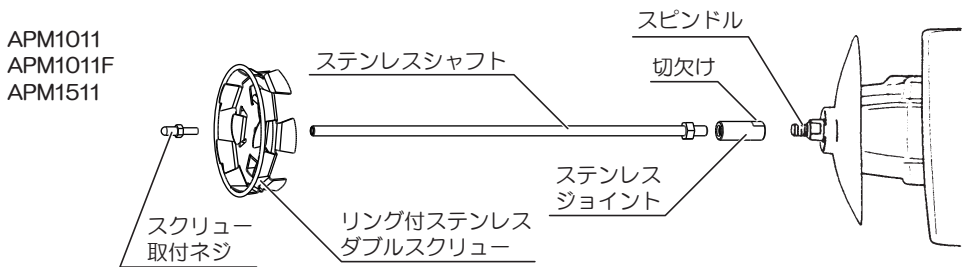 APM1011
APM1011F
APM1511
スピンドル
ステンレスシャフト
切欠け
ステンレス
ジョイント
スクリュー
取付ネジ
リング付ステンレス
ダブルスクリュー